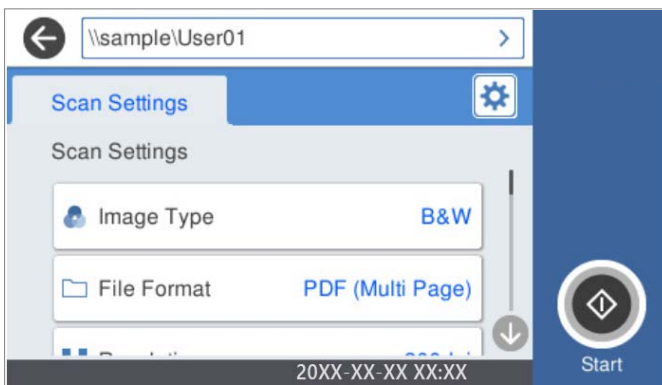 \\sample\User01
Scan Settings
Scan Settings
Image Type B&W
File Format PDF (Multi Page)
20XX-XX-XX XX:XX
Start